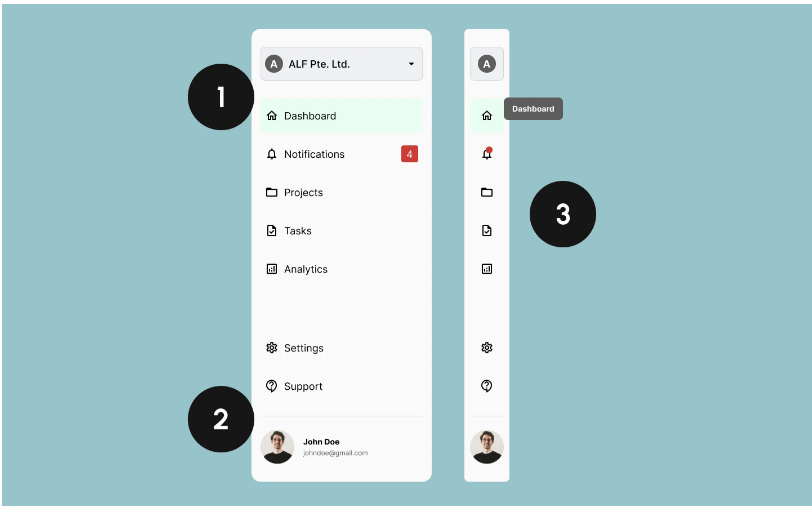 1
A ALF Pte. Ltd.
Dashboard
Notifications 4
Projects
Tasks
Analytics
Settings
Support
2
John Doe
johndoe@gmail.com
A
Dashboard
3